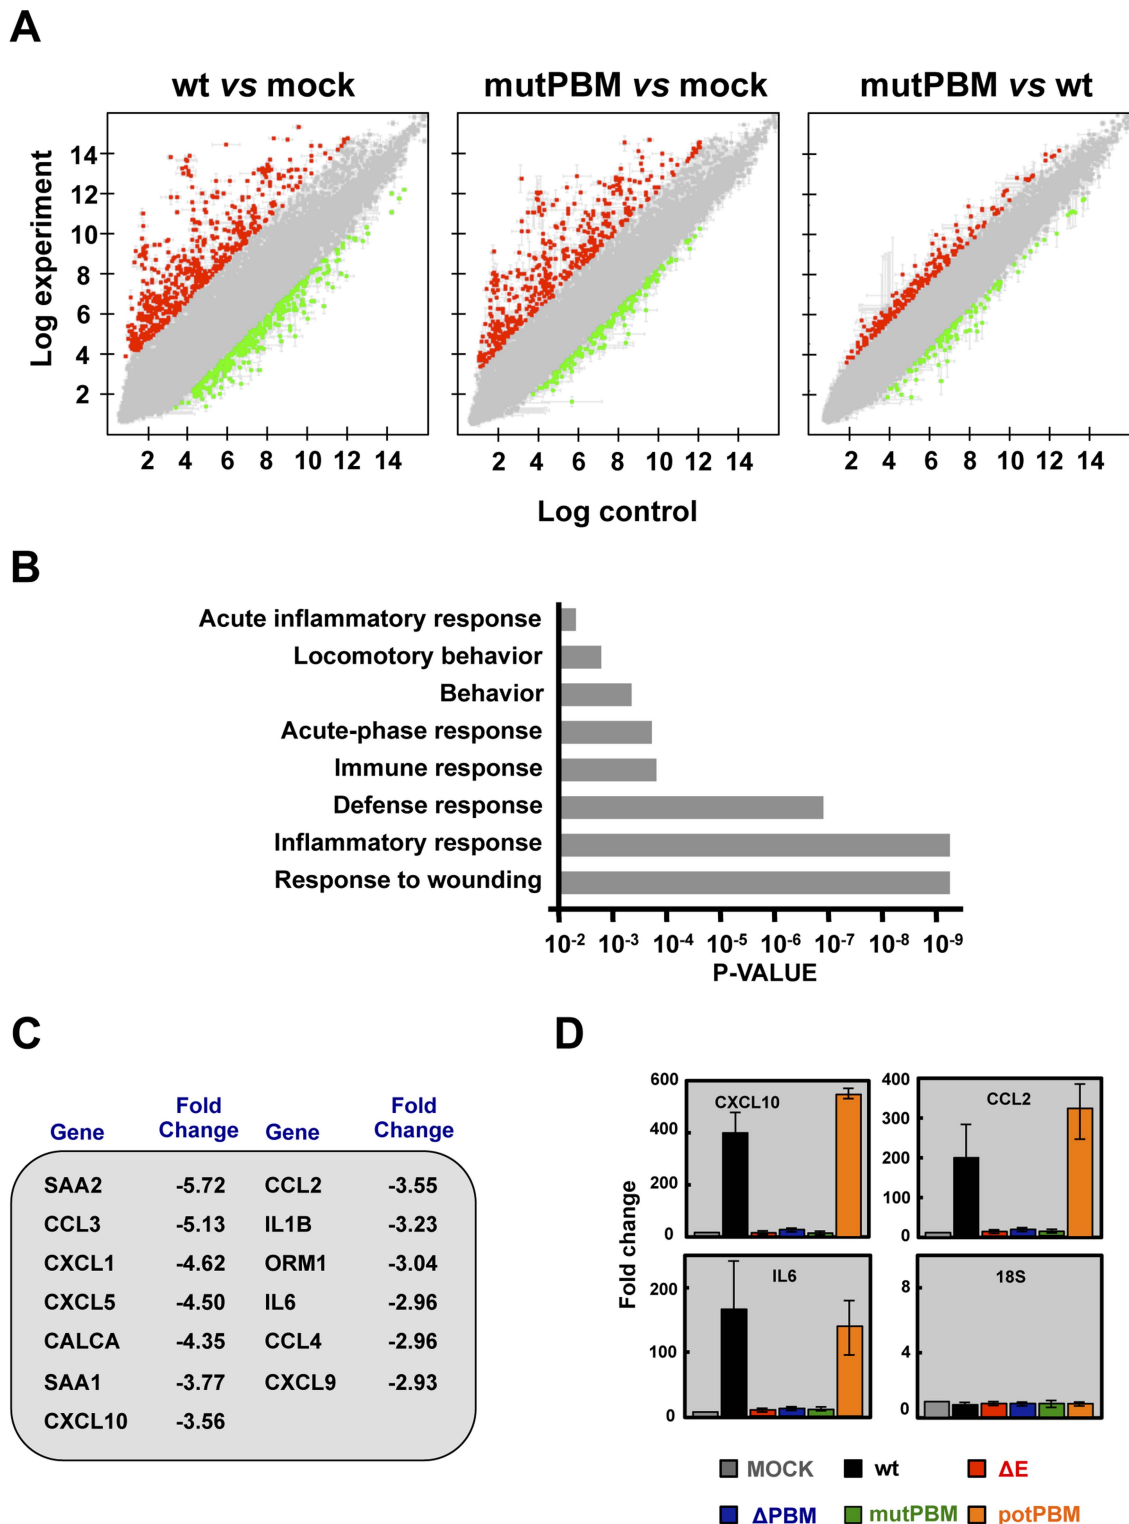 A
wt vs mock
mutPBM vs mock
mutPBM vs wt
Log experiment
14
12
10
8
6
4
2
2 4 6 8 10 12 14
2 4 6 8 10 12 14
2 4 6 8 10 12 14
Log control
B
Acute inflammatory response
Locomotory behavior
Behavior
Acute-phase response
Immune response
Defense response
Inflammatory response
Response to wounding
10-2 10-3 10-4 10-5 10-6 10-7 10-8 10-9
P-VALUE
C
Gene Fold Change Gene Fold Change
SAA2 -5.72 CCL2 -3.55
CCL3 -5.13 IL1B -3.23
CXCL1 -4.62 ORM1 -3.04
CXCL5 -4.50 IL6 -2.96
CALCA -4.35 CCL4 -2.96
SAA1 -3.77 CXCL9 -2.93
CXCL10 -3.56
D
Fold change
CXCL10
600
400
200
0
CCL2
400
300
200
100
0
IL6
200
100
0
18S
8
4
0
MOCK wt ΔE
ΔPBM mutPBM potPBM